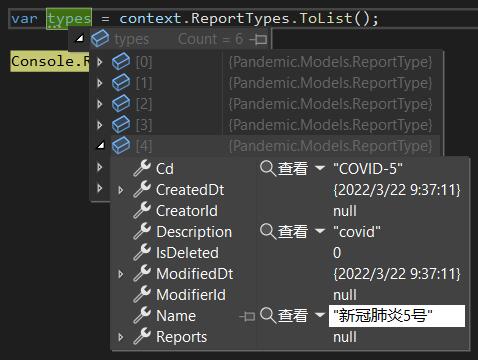 var types = context.ReportTypes.ToList();
types Count = 6
Console.R
[0] {Pandemic.Models.ReportType}
[1] {Pandemic.Models.ReportType}
[2] {Pandemic.Models.ReportType}
[3] {Pandemic.Models.ReportType}
[4] {Pandemic.Models.ReportType}
Cd 查看 "COVID-5"
CreatedDt {2022/3/22 9:37:11}
CreatorId null
Description 查看 "covid"
IsDeleted 0
ModifiedDt {2022/3/22 9:37:11}
ModifierId null
Name 查看 "新冠肺炎5号"
Reports null